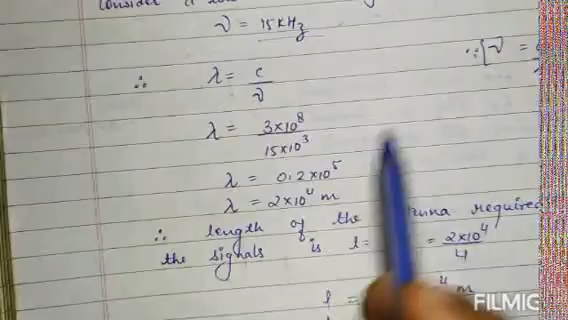 Consider a
ν = 15KHz
∴ λ = c/ν
∵ [ν =
λ = 3×10⁸/15×10³
λ = 0.2×10⁵
λ = 2×10⁴ m
∴ length of the required
the signals is l = = 2×10⁴/4
l = m
FILMIG